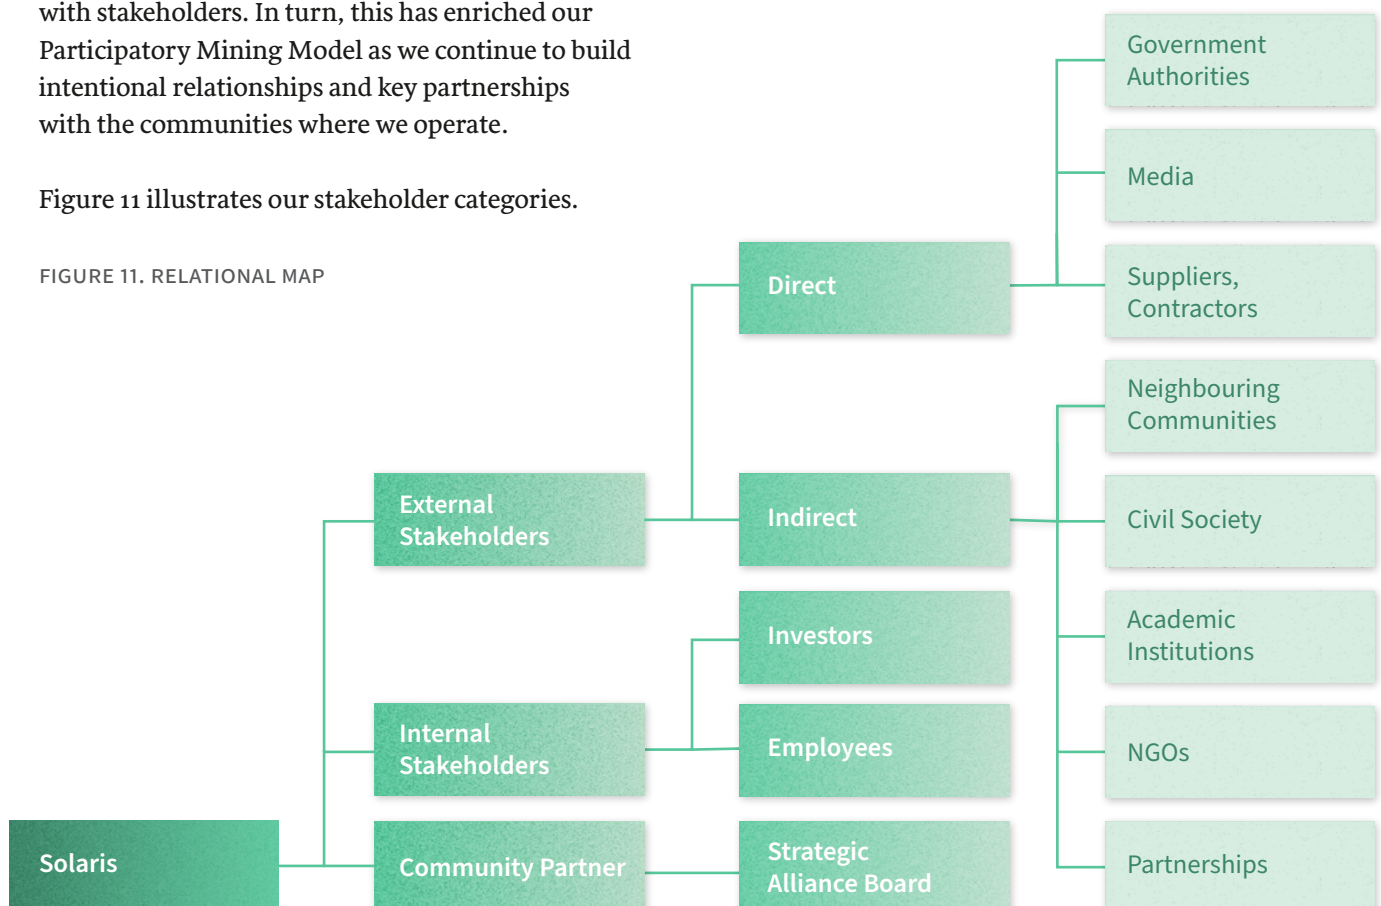 with stakeholders. In turn, this has enriched our
Participatory Mining Model as we continue to build
intentional relationships and key partnerships
with the communities where we operate.
Figure 11 illustrates our stakeholder categories.
FIGURE 11. RELATIONAL MAP
Solaris
External
Stakeholders
Internal
Stakeholders
Community Partner
Direct
Indirect
Investors
Employees
Strategic
Alliance Board
Government
Authorities
Media
Suppliers,
Contractors
Neighbouring
Communities
Civil Society
Academic
Institutions
NGOs
Partnerships